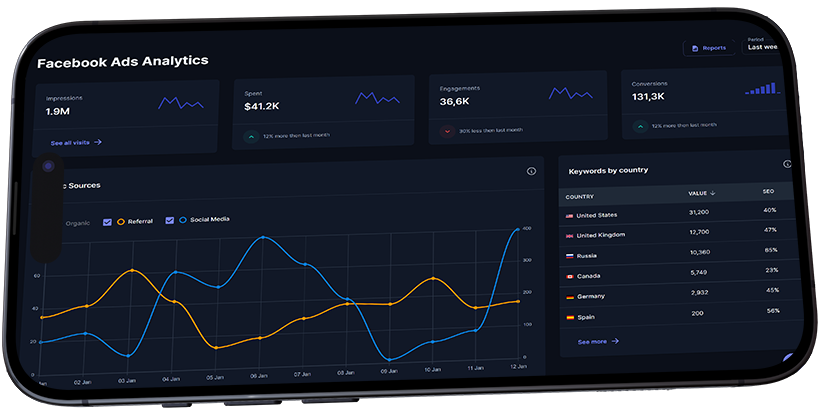 Facebook Ads Analytics
Reports
Period
Last wee
Impressions
1.9M
See all visits
Spent
$41.2K
12% more then last month
Engagements
36,6K
30% less then last month
Conversions
131,3K
12% more then last month
c Sources
Organic
Referral
Social Media
60
40
20
400
300
200
100
0
02 Jan
03 Jan
04 Jan
05 Jan
06 Jan
07 Jan
08 Jan
09 Jan
10 Jan
11 Jan
12 Jan
Keywords by country
COUNTRY VALUE SEO
United States 31,200 40%
United Kingdom 12,700 47%
Russia 10,360 65%
Canada 5,749 23%
Germany 2,932 45%
Spain 200 56%
See more